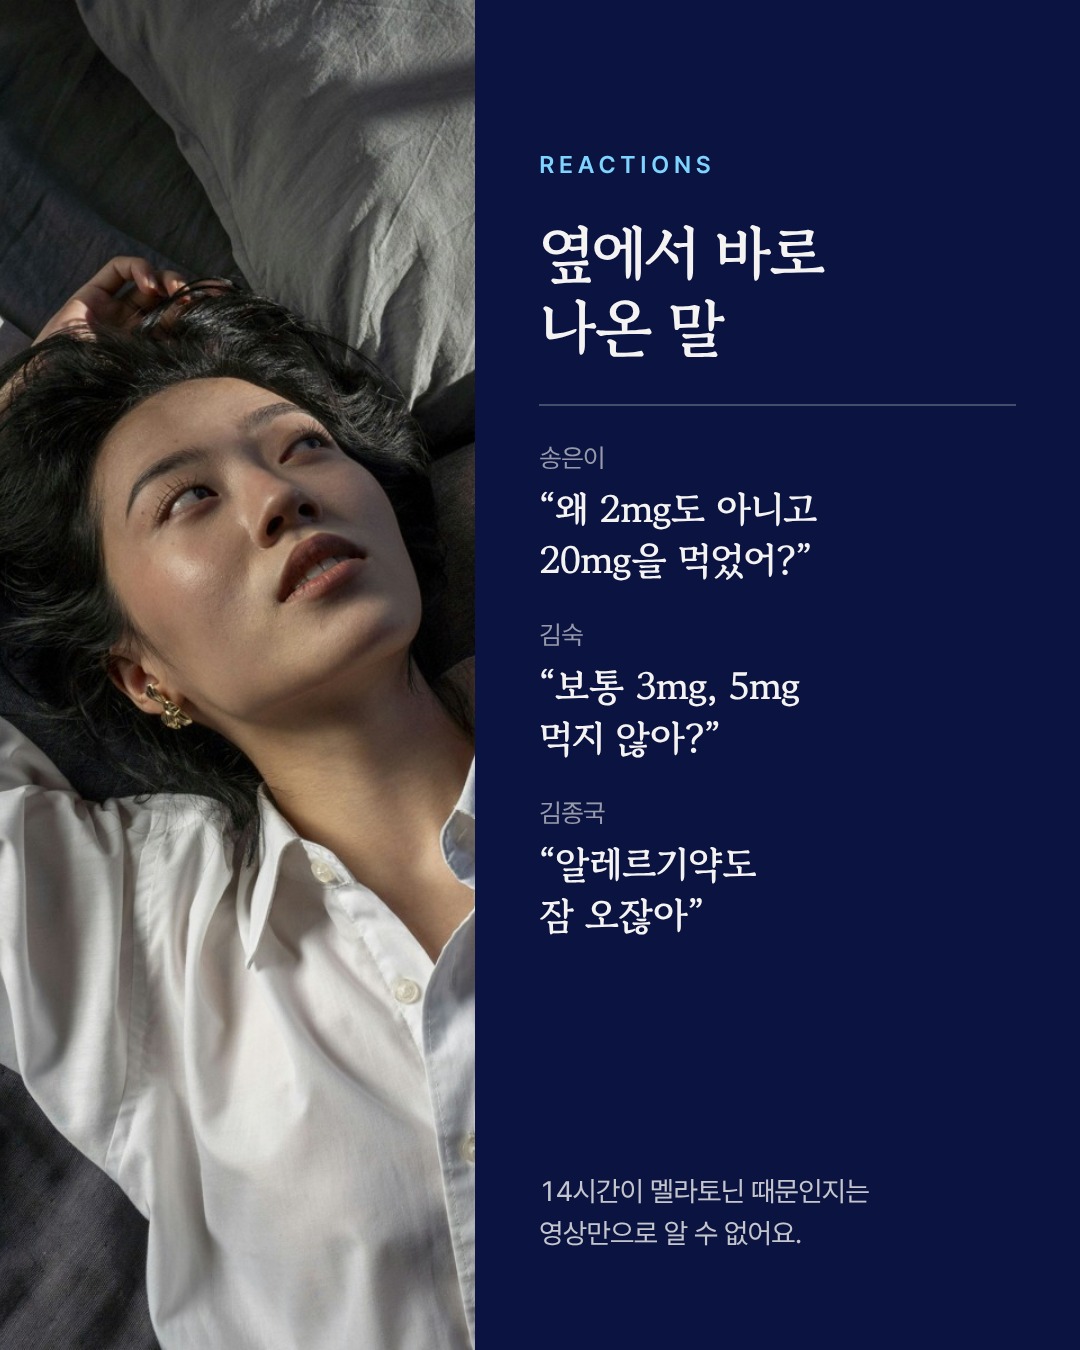 REACTIONS
옆에서 바로
나온 말
송은이
“왜 2mg도 아니고
20mg을 먹었어?”
김숙
“보통 3mg, 5mg
먹지 않아?”
김종국
“알레르기약도
잠 오잖아”
14시간이 멜라토닌 때문인지는
영상만으로 알 수 없어요.